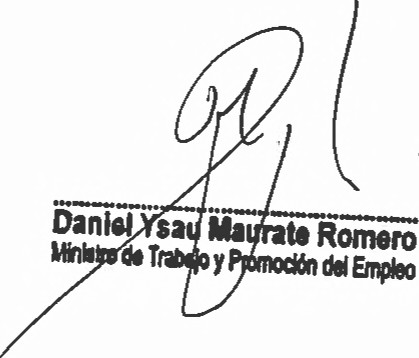 Daniel Ysau Maurate Romero
Ministro de Trabajo y Promoción del Empleo